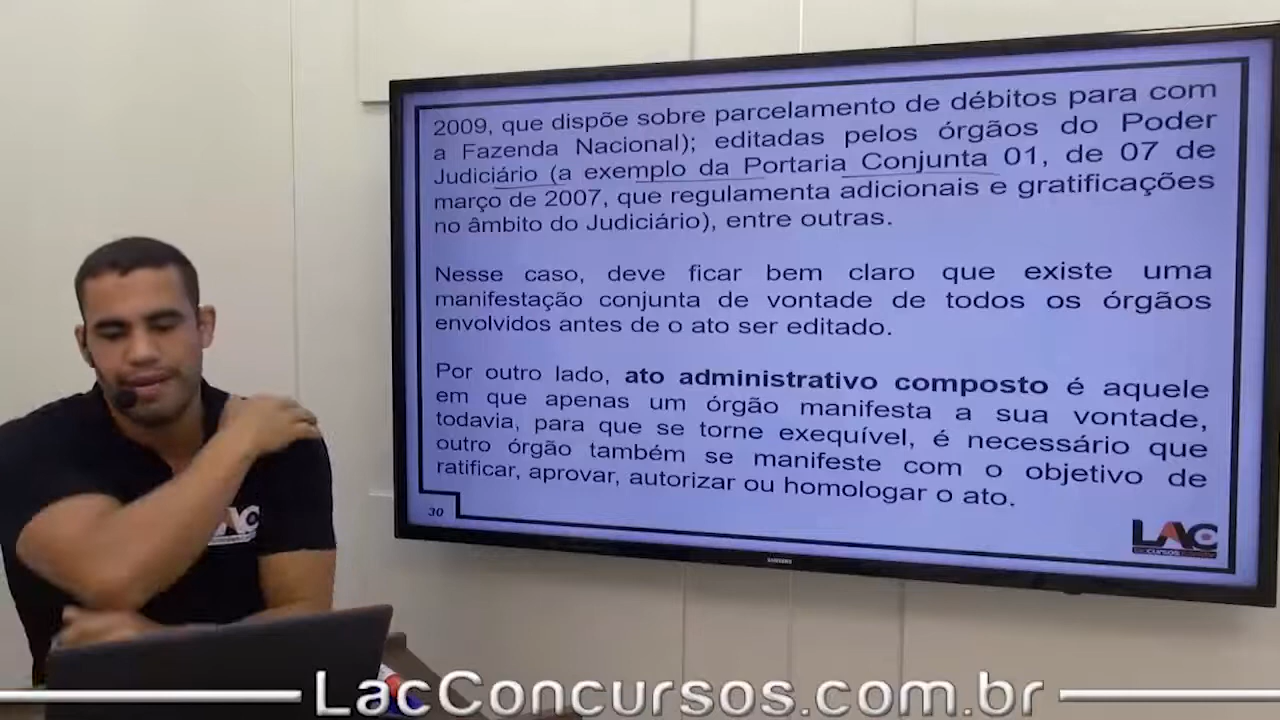 2009, que dispõe sobre parcelamento de débitos para com
a Fazenda Nacional); editadas pelos órgãos do Poder
Judiciário (a exemplo da Portaria Conjunta 01, de 07 de
março de 2007, que regulamenta adicionais e gratificações
no âmbito do Judiciário), entre outras.
Nesse caso, deve ficar bem claro que existe uma
manifestação conjunta de vontade de todos os órgãos
envolvidos antes de o ato ser editado.
Por outro lado, ato administrativo composto é aquele
em que apenas um órgão manifesta a sua vontade,
todavia, para que se torne exequível, é necessário que
outro órgão também se manifeste com o objetivo de
ratificar, aprovar, autorizar ou homologar o ato.
30
LAC
SAMSUNG
LAC
LacConcursos.com.br